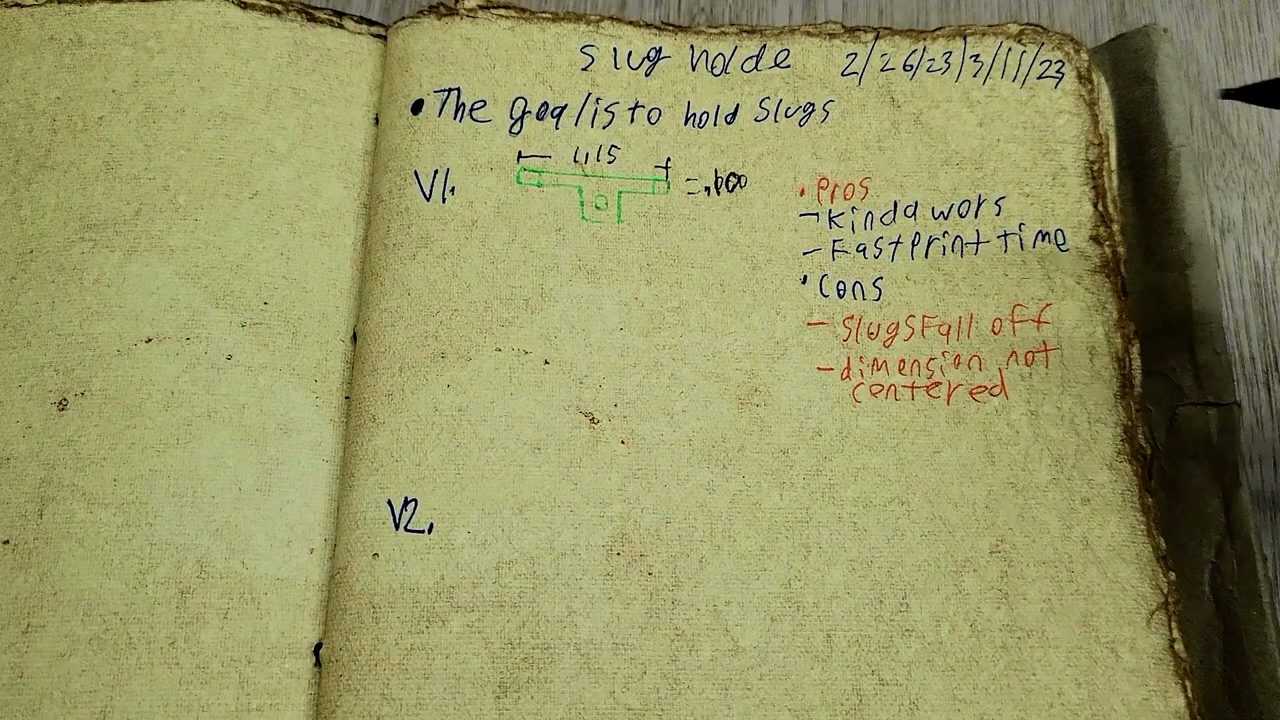 Slug holde 2/26/23/3/11/23
• The goal is to hold Slugs
1,15
V1. =.600
• Pros
- Kinda wors
- Fast Print time
• Cons
- Slugs Fall off
- dimension not
centered
V2.